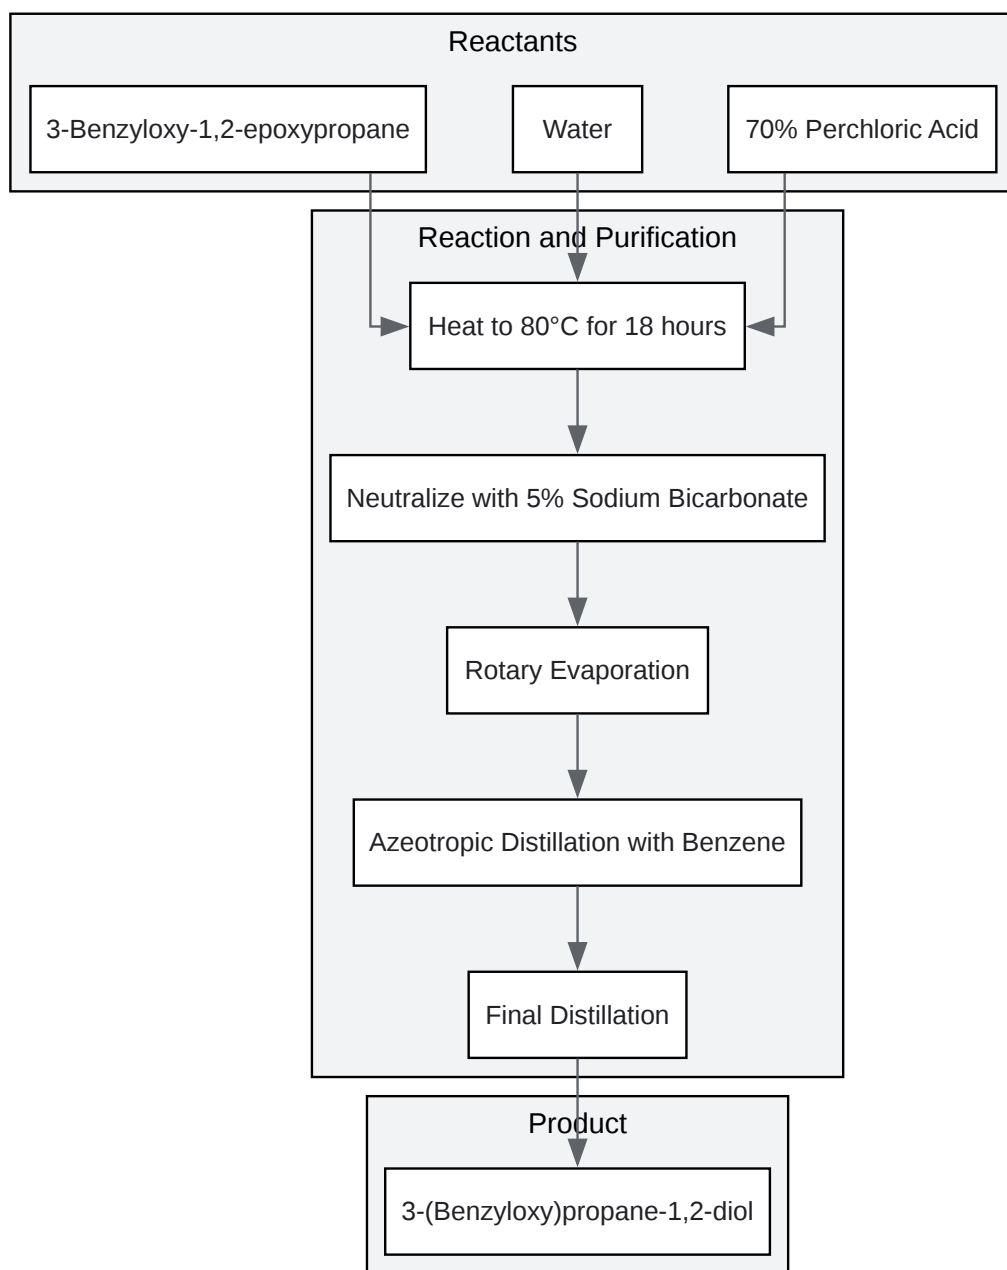 Reactants
3-Benzyloxy-1,2-epoxypropane
Water
70% Perchloric Acid
Reaction and Purification
Heat to 80°C for 18 hours
Neutralize with 5% Sodium Bicarbonate
Rotary Evaporation
Azeotropic Distillation with Benzene
Final Distillation
Product
3-(Benzyloxy)propane-1,2-diol